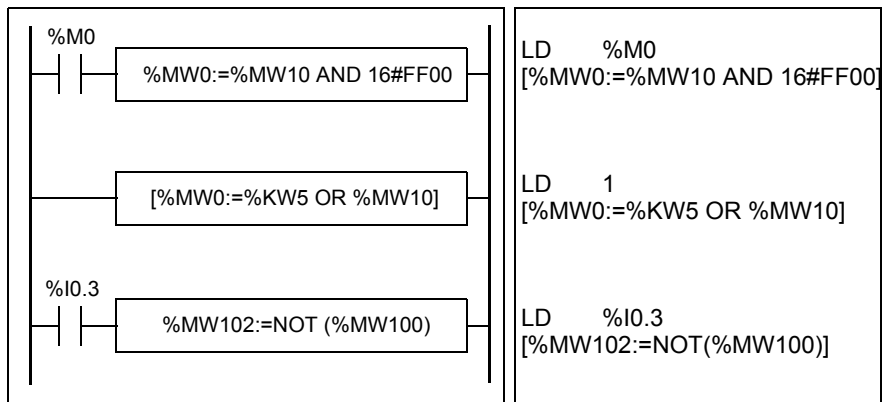 %M0
%MW0:=%MW10 AND 16#FF00
[%MW0:=%KW5 OR %MW10]
%I0.3
%MW102:=NOT (%MW100)
LD %M0
[%MW0:=%MW10 AND 16#FF00]
LD 1
[%MW0:=%KW5 OR %MW10]
LD %I0.3
[%MW102:=NOT(%MW100)]